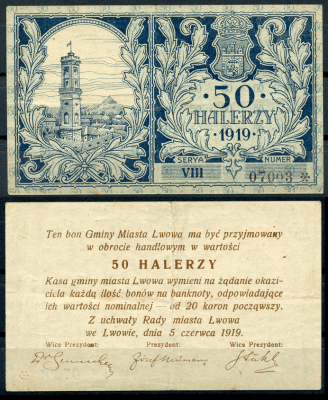 50
HALERZY
1919
SERYA NUMER
VIII 07093
Ten bon Gminy Miasta Lwowa ma być przyjmowany
w obrocie handlowym w wartości
50 HALERZY
Kasa gminy miasta Lwowa wymieni na żądanie okazi-
cicla każdą ilość bonów na banknoty, odpowiadające
ich wartości nominalnej — od 20 koron począwszy.
Z uchwały Rady miasta Lwowa
we Lwowie, dnia 5 czerwca 1919.
Wice Prezydent: Prezydent: Wice Prezydent: